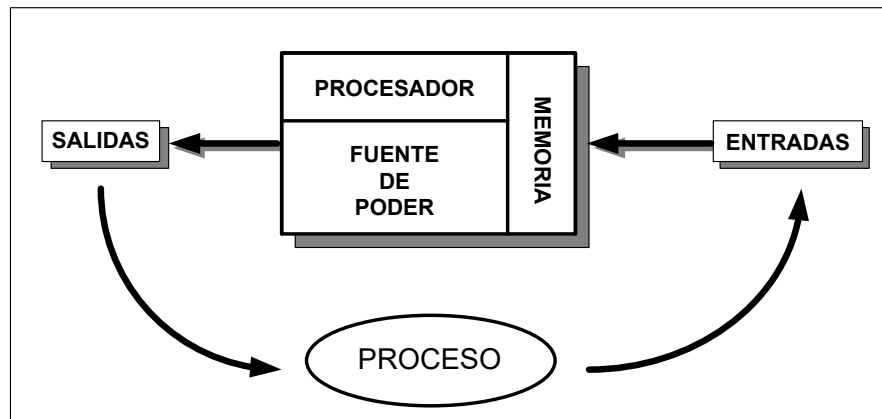 PROCESADOR
MEMORIA
SALIDAS
ENTRADAS
FUENTE
DE
PODER
PROCESO